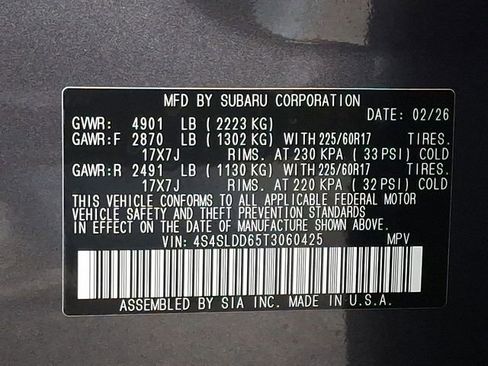 MFD BY SUBARU CORPORATION
DATE: 02/26
GVWR: 4901 LB ( 2223 KG)
GAWR:F 2870 LB ( 1302 KG) WITH 225/60R17 TIRES.
17X7J RIMS. AT 230 KPA ( 33 PSI) COLD
GAWR:R 2491 LB ( 1130 KG) WITH 225/60R17 TIRES.
17X7J RIMS. AT 220 KPA ( 32 PSI) COLD
THIS VEHICLE CONFORMS TO ALL APPLICABLE FEDERAL MOTOR
VEHICLE SAFETY AND THEFT PREVENTION STANDARDS
IN EFFECT ON THE DATE OF MANUFACTURE SHOWN ABOVE.
VIN: 4S4SLDD65T3060425 MPV
ASSEMBLED BY SIA INC. MADE IN U.S.A.